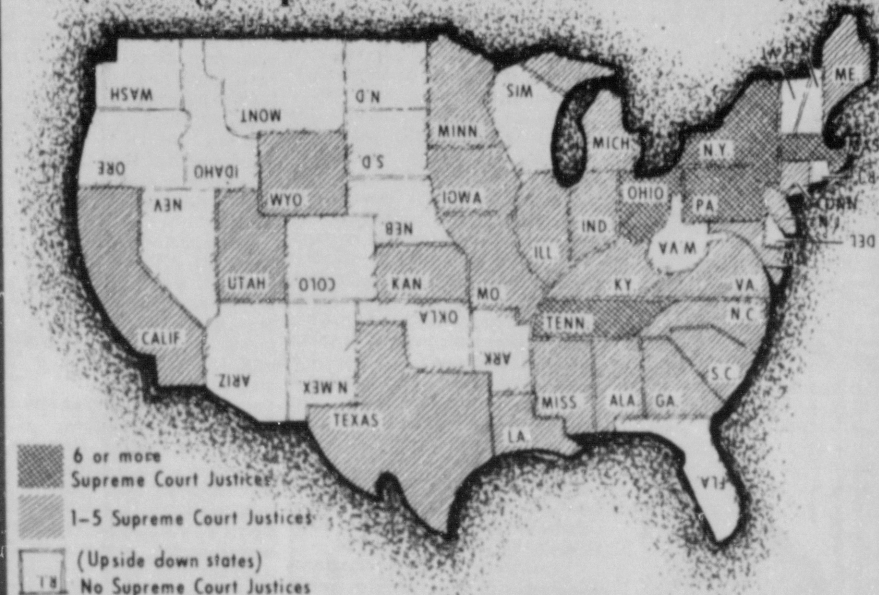 WASH
MONT
N.D.
MINN
WIS
MICH
ME.
ORE
IDAHO
WYO
S.D.
IOWA
N.Y.
NEV
NEB
ILL
IND
OHIO
PA
CONN
N.J.
DEL
UTAH
COLO
KAN
MO.
KY
W.VA
VA.
CALIF
ARIZ
N.MEX
OKLA
ARK
TENN
N.C.
S.C.
TEXAS
LA.
MISS
ALA
GA.
FLA
6 or more
Supreme Court Justices
1–5 Supreme Court Justices
(Upside down states)
R.I.
No Supreme Court Justices